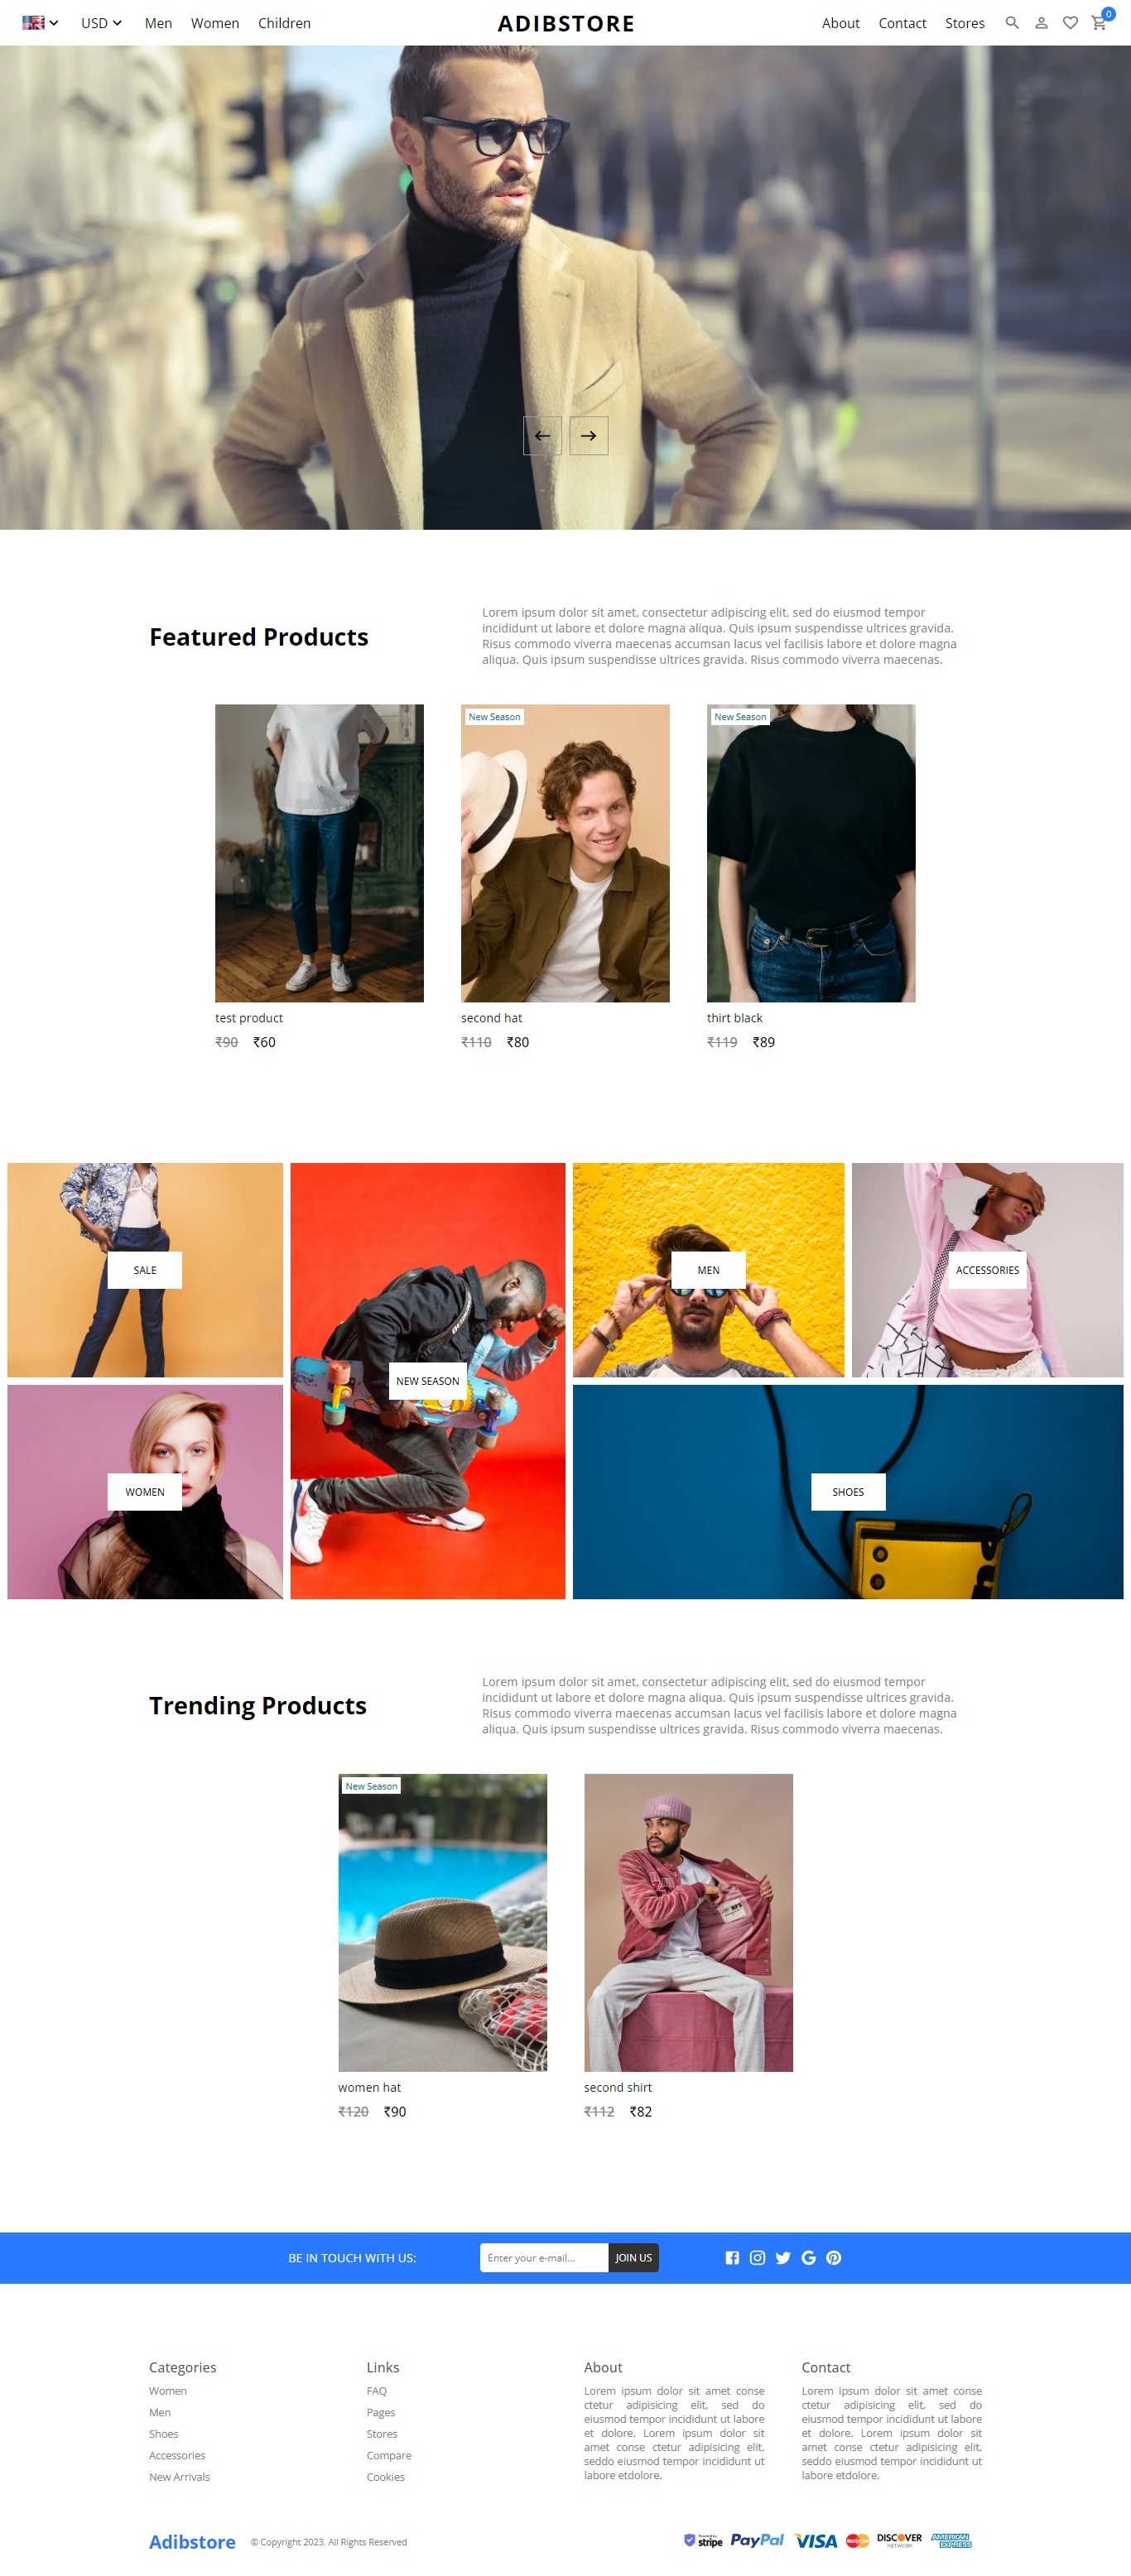 USD Men Women Children ADIBSTORE About Contact Stores 0
Featured Products
Lorem ipsum dolor sit amet, consectetur adipiscing elit, sed do eiusmod tempor
incididunt ut labore et dolore magna aliqua. Quis ipsum suspendisse ultrices gravida.
Risus commodo viverra maecenas accumsan lacus vel facilisis labore et dolore magna
aliqua. Quis ipsum suspendisse ultrices gravida. Risus commodo viverra maecenas.
New Season New Season
test product second hat thirt black
₹90 ₹60 ₹110 ₹80 ₹119 ₹89
SALE
MEN
ACCESSORIES
NEW SEASON
WOMEN
SHOES
Trending Products
Lorem ipsum dolor sit amet, consectetur adipiscing elit, sed do eiusmod tempor
incididunt ut labore et dolore magna aliqua. Quis ipsum suspendisse ultrices gravida.
Risus commodo viverra maecenas accumsan lacus vel facilisis labore et dolore magna
aliqua. Quis ipsum suspendisse ultrices gravida. Risus commodo viverra maecenas.
New Season
women hat second shirt
₹120 ₹90 ₹112 ₹82
BE IN TOUCH WITH US: Enter your e-mail... JOIN US
Categories
Women
Men
Shoes
Accessories
New Arrivals
Links
FAQ
Pages
Stores
Compare
Cookies
About
Lorem ipsum dolor sit amet conse
ctetur adipisicing elit, sed do
eiusmod tempor incididunt ut labore
et dolore. Lorem ipsum dolor sit
amet conse ctetur adipisicing elit,
seddo eiusmod tempor incididunt ut
labore etdolore.
Contact
Lorem ipsum dolor sit amet conse
ctetur adipisicing elit, sed do
eiusmod tempor incididunt ut labore
et dolore. Lorem ipsum dolor sit
amet conse ctetur adipisicing elit,
seddo eiusmod tempor incididunt ut
labore etdolore.
Adibstore © Copyright 2023. All Rights Reserved
stripe PayPal VISA MasterCard DISCOVER NETWORK AMERICAN EXPRESS